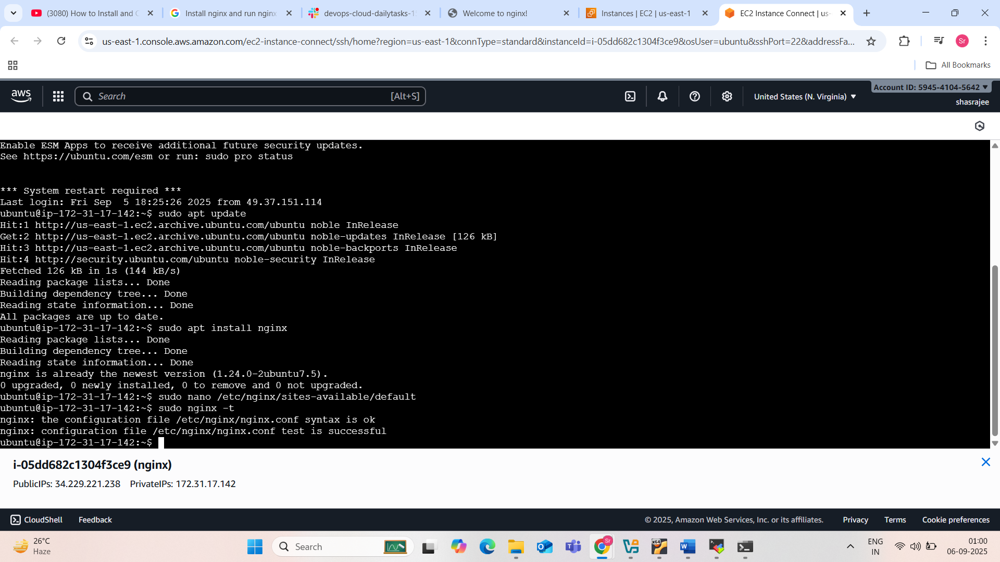 (3080) How to Install and C
Install nginx and run nginx
devops-cloud-dailytasks-1
Welcome to nginx!
Instances | EC2 | us-east-1
EC2 Instance Connect | us-
us-east-1.console.aws.amazon.com/ec2-instance-connect/ssh/home?region=us-east-1&connType=standard&instanceId=i-05dd682c1304f3ce9&osUser=ubuntu&sshPort=22&addressFa...
Sr
All Bookmarks
aws
Search
[Alt+S]
United States (N. Virginia)
Account ID: 5945-4104-5642
shasrajee
Enable ESM Apps to receive additional future security updates.
See https://ubuntu.com/esm or run: sudo pro status
*** System restart required ***
Last login: Fri Sep  5 18:25:26 2025 from 49.37.151.114
ubuntu@ip-172-31-17-142:~$ sudo apt update
Hit:1 http://us-east-1.ec2.archive.ubuntu.com/ubuntu noble InRelease
Get:2 http://us-east-1.ec2.archive.ubuntu.com/ubuntu noble-updates InRelease [126 kB]
Hit:3 http://us-east-1.ec2.archive.ubuntu.com/ubuntu noble-backports InRelease
Hit:4 http://security.ubuntu.com/ubuntu noble-security InRelease
Fetched 126 kB in 1s (144 kB/s)
Reading package lists... Done
Building dependency tree... Done
Reading state information... Done
All packages are up to date.
ubuntu@ip-172-31-17-142:~$ sudo apt install nginx
Reading package lists... Done
Building dependency tree... Done
Reading state information... Done
nginx is already the newest version (1.24.0-2ubuntu7.5).
0 upgraded, 0 newly installed, 0 to remove and 0 not upgraded.
ubuntu@ip-172-31-17-142:~$ sudo nano /etc/nginx/sites-available/default
ubuntu@ip-172-31-17-142:~$ sudo nginx -t
nginx: the configuration file /etc/nginx/nginx.conf syntax is ok
nginx: configuration file /etc/nginx/nginx.conf test is successful
ubuntu@ip-172-31-17-142:~$
i-05dd682c1304f3ce9 (nginx)
PublicIPs: 34.229.221.238    PrivateIPs: 172.31.17.142
CloudShell
Feedback
© 2025, Amazon Web Services, Inc. or its affiliates.
Privacy
Terms
Cookie preferences
26°C
Haze
Search
Sr
x64
ENG
IN
01:00
06-09-2025